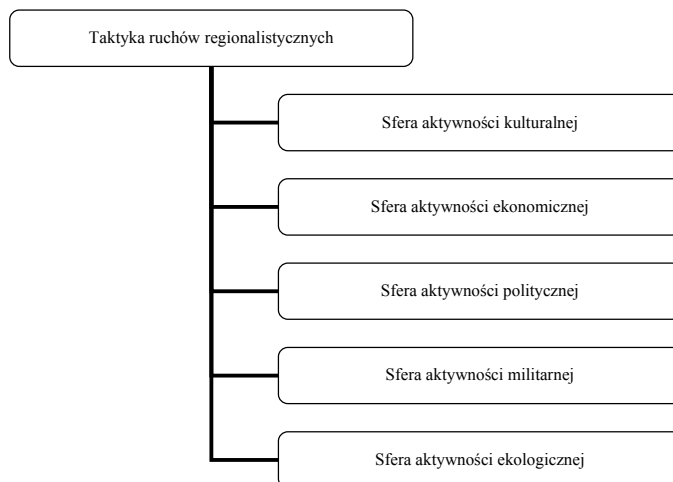 Taktyka ruchów regionalistycznych
Sfera aktywności kulturalnej
Sfera aktywności ekonomicznej
Sfera aktywności politycznej
Sfera aktywności militarnej
Sfera aktywności ekologicznej